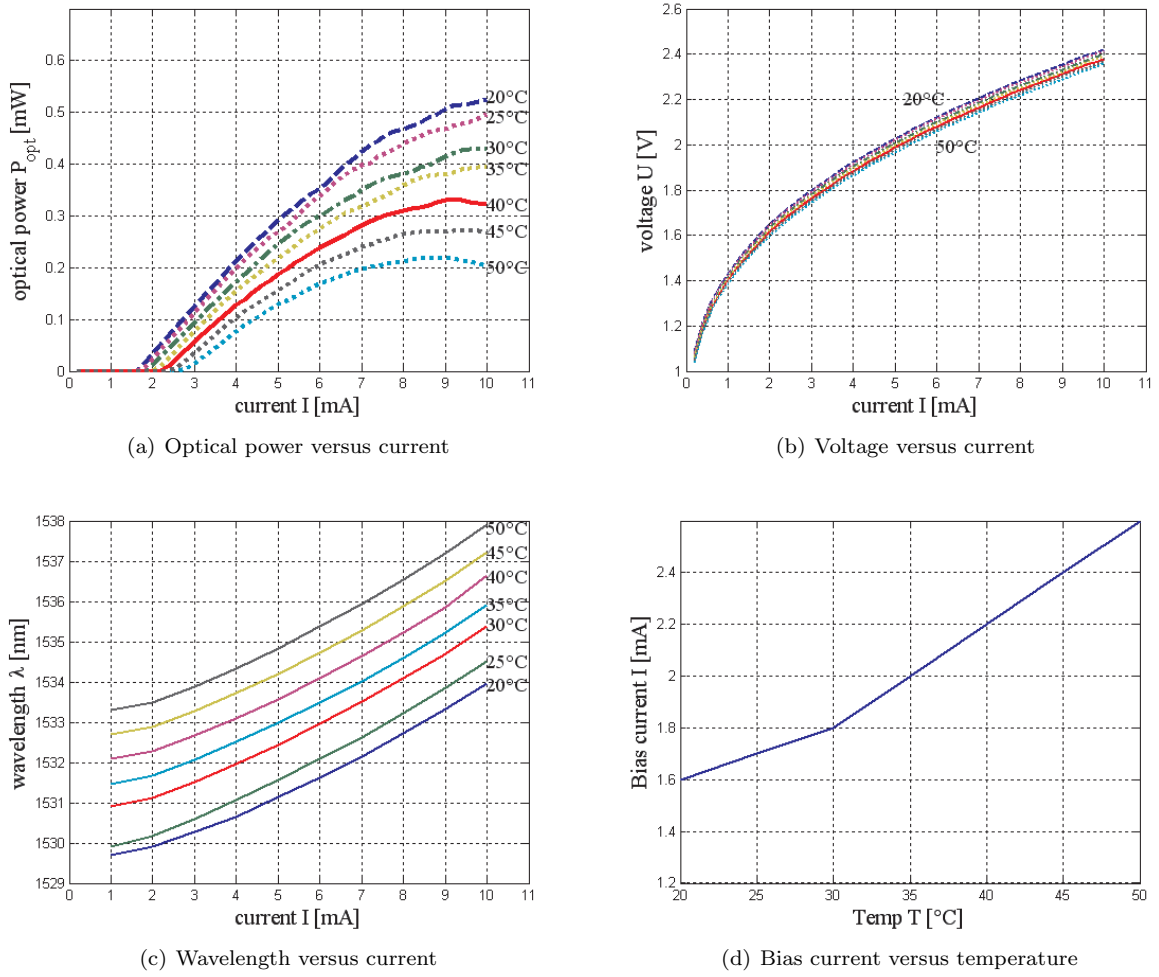 0.6
0.5
0.4
0.3
0.2
0.1
0
optical power P_opt [mW]
20°C
25°C
30°C
35°C
40°C
45°C
50°C
0 1 2 3 4 5 6 7 8 9 10 11
current I [mA]
(a) Optical power versus current
2.6
2.4
2.2
2
1.8
1.6
1.4
1.2
1
voltage U [V]
20°C
50°C
0 1 2 3 4 5 6 7 8 9 10 11
current I [mA]
(b) Voltage versus current
1538
1537
1536
1535
1534
1533
1532
1531
1530
1529
wavelength λ [nm]
50°C
45°C
40°C
35°C
30°C
25°C
20°C
0 1 2 3 4 5 6 7 8 9 10 11
current I [mA]
(c) Wavelength versus current
2.4
2.2
2
1.8
1.6
1.4
1.2
Bias current I [mA]
20 25 30 35 40 45 50
Temp T [°C]
(d) Bias current versus temperature